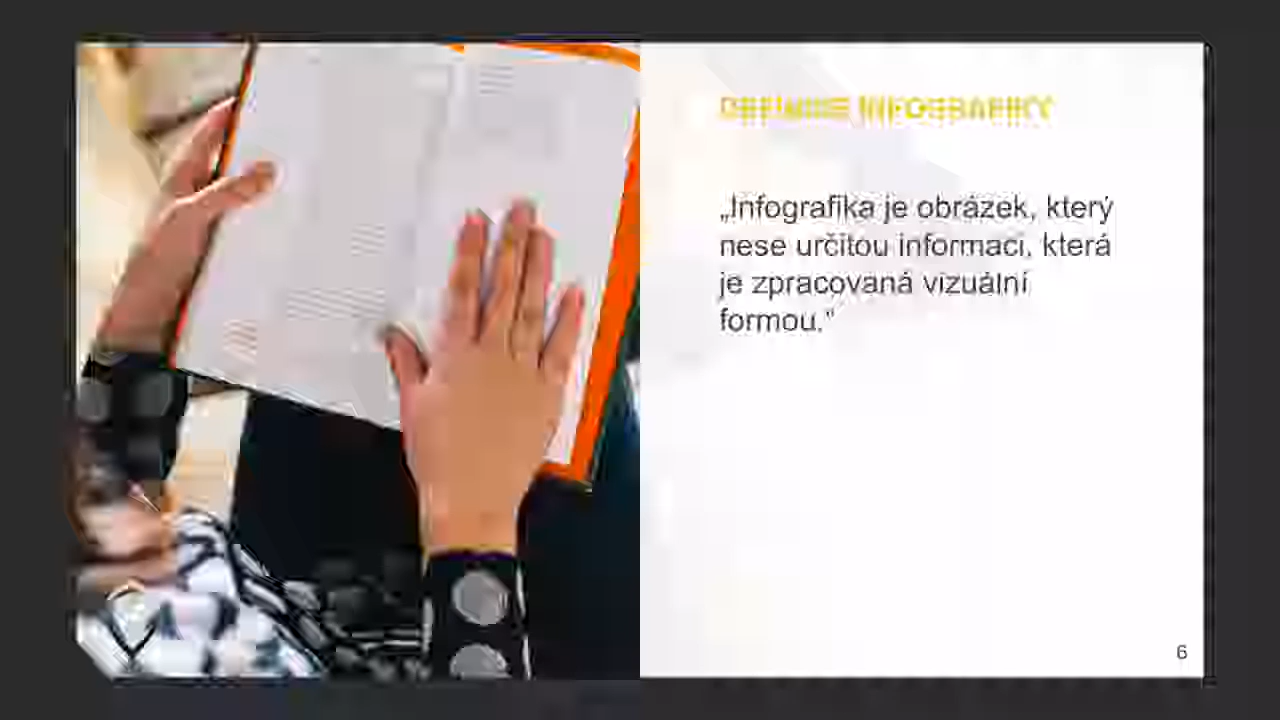 DEFINICE INFOGRAFIKY
„Infografika je obrázek, který
nese určitou informaci, která
je zpracovaná vizuální
formou.“
6